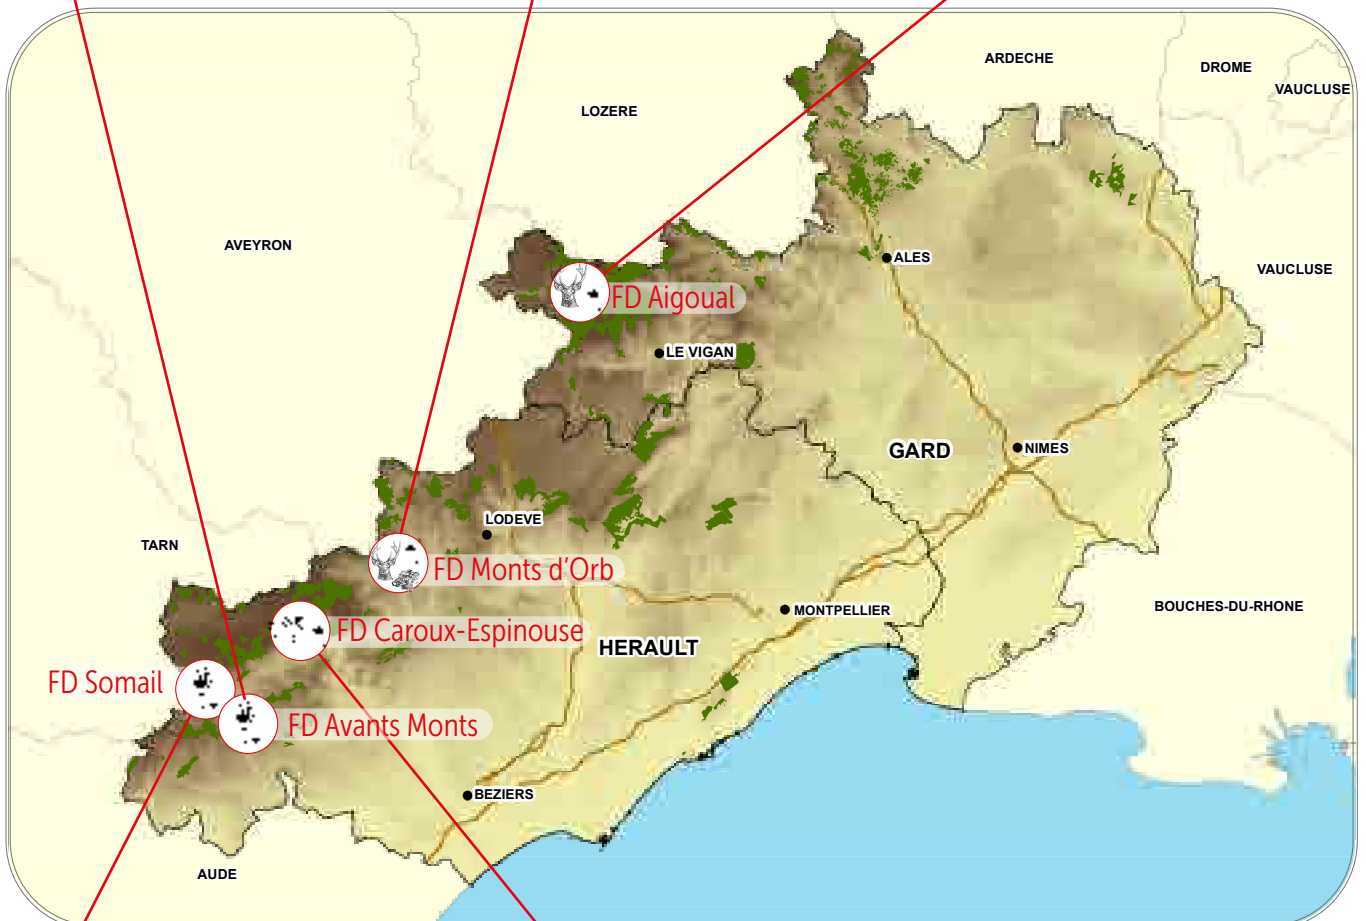 ARDECHE
DROME
VAUCLUSE
LOZERE
AVEYRON
ALES
VAUCLUSE
FD Aigoual
LE VIGAN
GARD
NIMES
LODEVE
TARN
FD Monts d'Orb
MONTPELLIER
BOUCHES-DU-RHONE
FD Caroux-Espinouse
HERAULT
FD Somail
FD Avants Monts
BEZIERS
AUDE